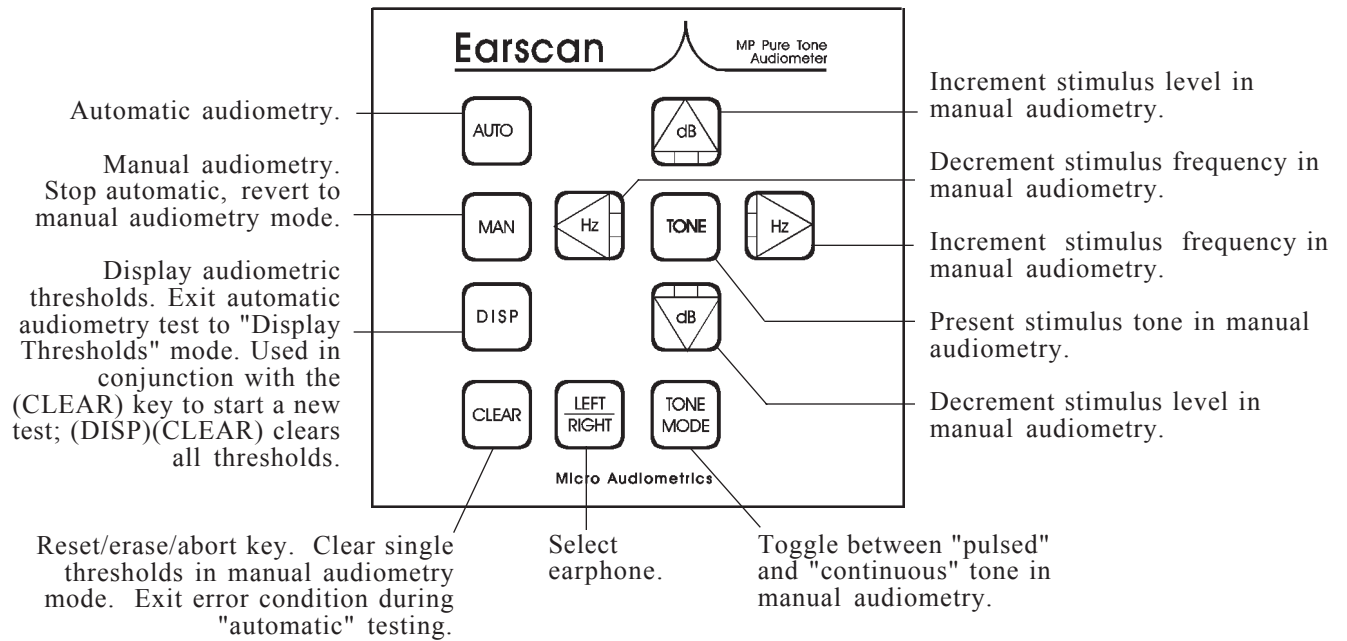 Earscan
MP Pure Tone
Audiometer
Automatic audiometry.
Manual audiometry.
Stop automatic, revert to
manual audiometry mode.
Display audiometric
thresholds. Exit automatic
audiometry test to "Display
Thresholds" mode. Used in
conjunction with the
(CLEAR) key to start a new
test; (DISP)(CLEAR) clears
all thresholds.
AUTO
dB
MAN
Hz
TONE
Hz
DISP
dB
CLEAR
LEFT
RIGHT
TONE
MODE
Micro Audiometrics
Increment stimulus level in
manual audiometry.
Decrement stimulus frequency in
manual audiometry.
Increment stimulus frequency in
manual audiometry.
Present stimulus tone in manual
audiometry.
Decrement stimulus level in
manual audiometry.
Reset/erase/abort key. Clear single
thresholds in manual audiometry
mode. Exit error condition during
"automatic" testing.
Select
earphone.
Toggle between "pulsed"
and "continuous" tone in
manual audiometry.